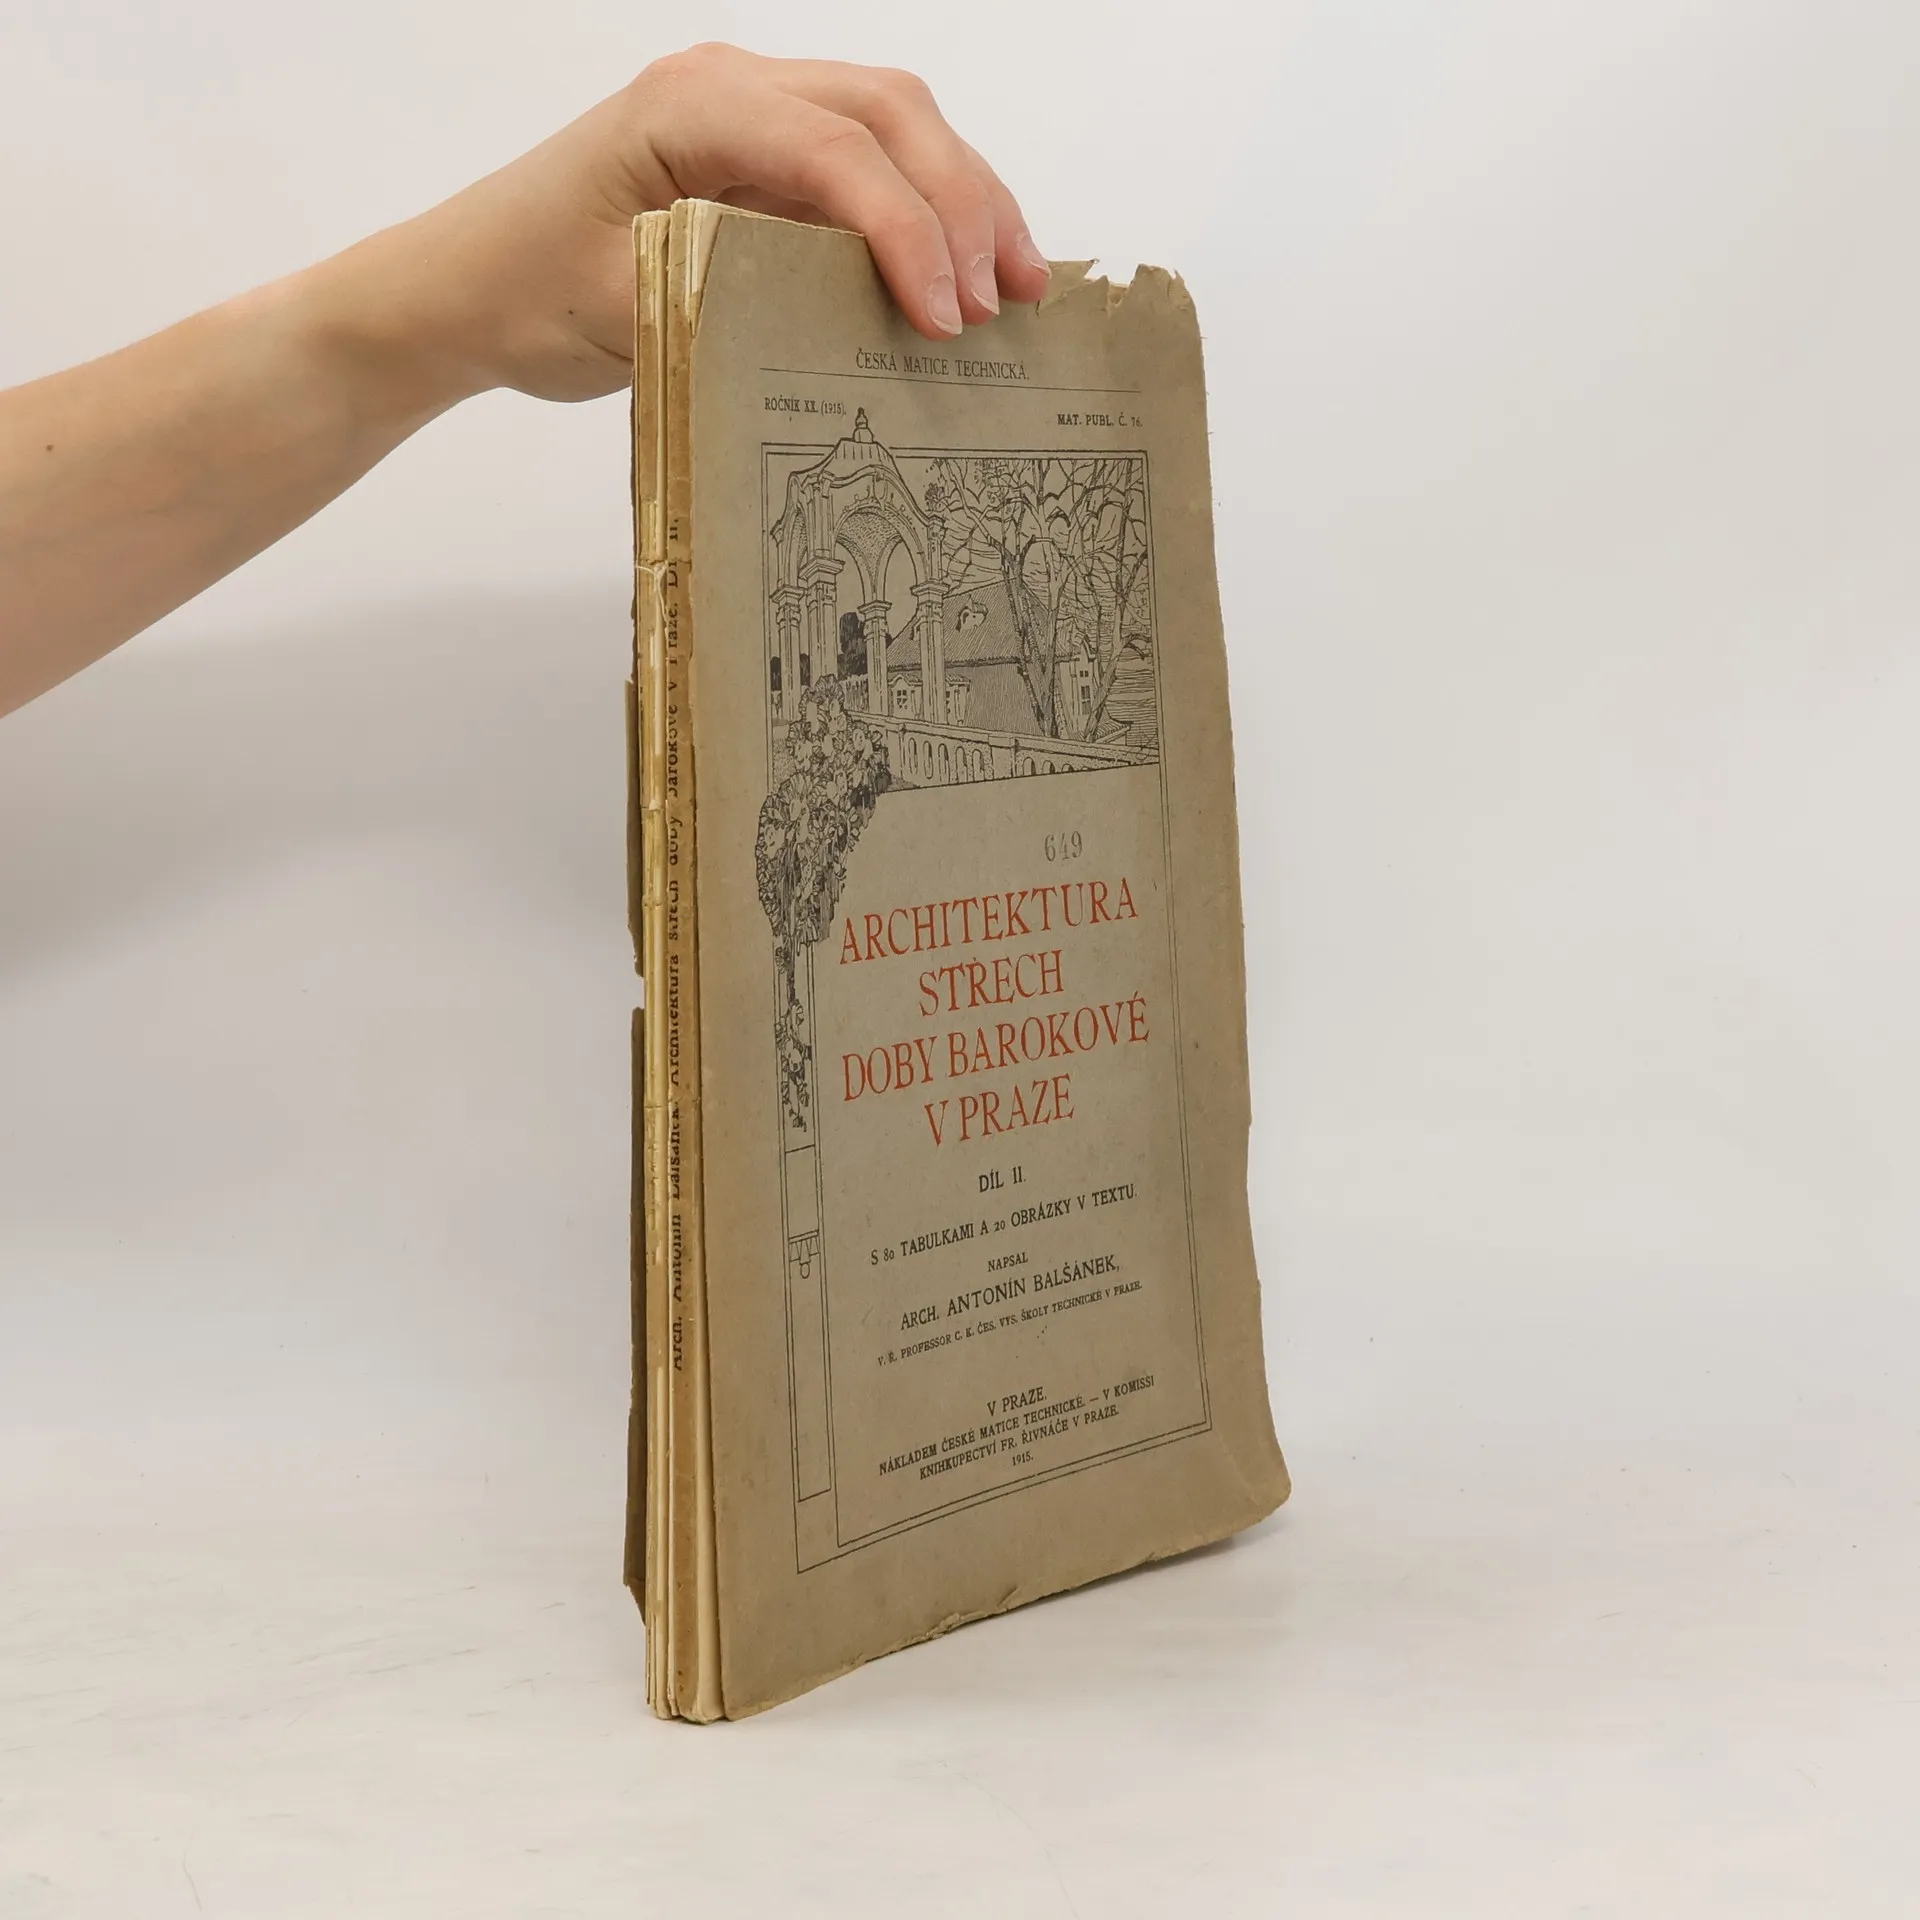 ČESKÁ MATICE TECHNICKÁ.
ROČNÍK XX. (1915).
MAT. PUBL. Č. 76.
649
ARCHITEKTURA
STŘECH
DOBY BAROKOVÉ
V PRAZE
DÍL II.
S 80 TABULKAMI A 20 OBRÁZKY V TEXTU.
NAPSAL
ARCH. ANTONÍN BALŠÁNEK,
V. Ř. PROFESSOR C. K. ČES. VYS. ŠKOLY TECHNICKÉ V PRAZE.
V PRAZE.
NÁKLADEM ČESKÉ MATICE TECHNICKÉ. — V KOMISSI
KNIHKUPECTVÍ FR. ŘIVNÁČE V PRAZE.
1915.
Arch. Antonín Balšánek: Architektura střech doby barokové v Praze. Díl II.